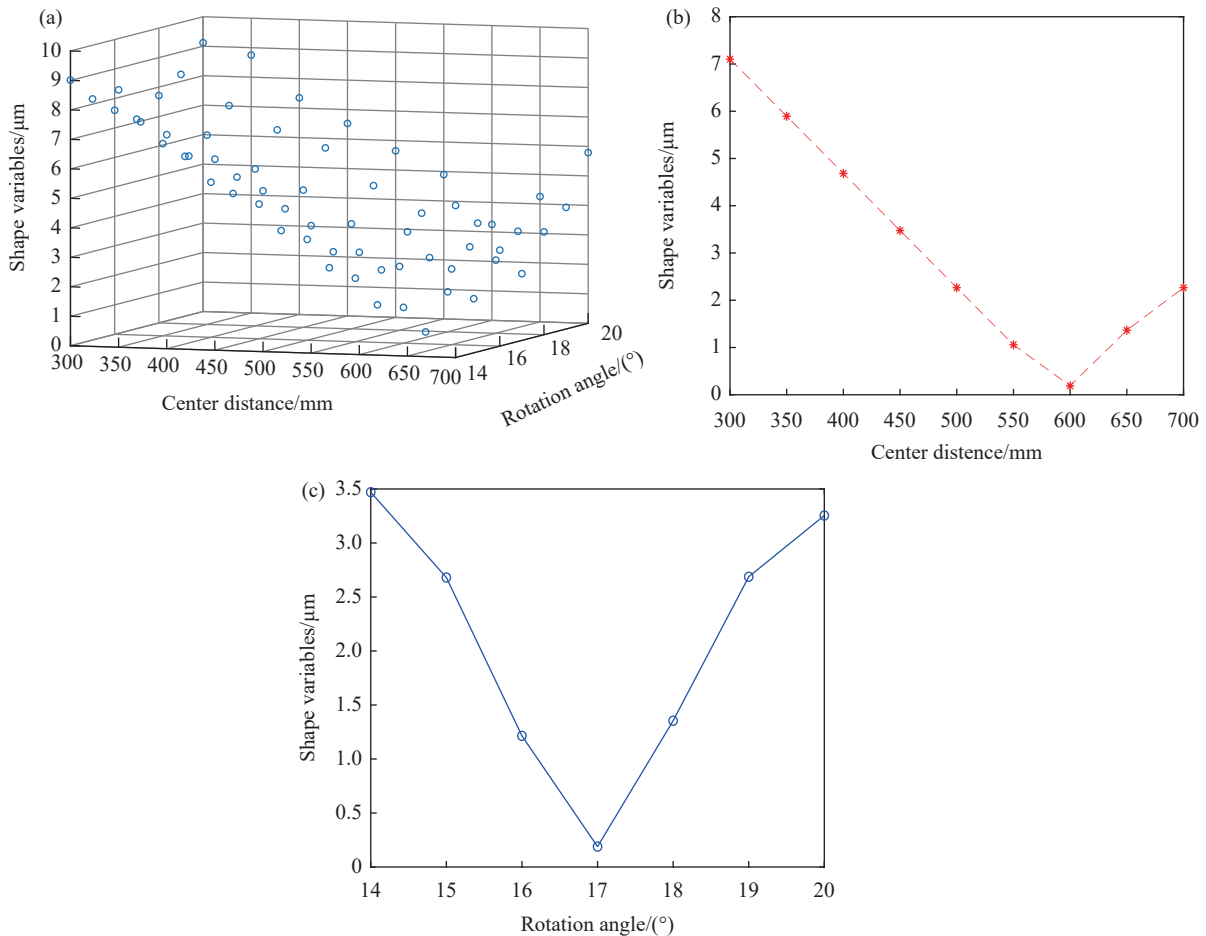 (a)
10
9
8
7
6
5
4
3
2
1
0
Shape variables/μm
300 350 400 450 500 550 600 650 700
Center distance/mm
14 16 18 20
Rotation angle/(°)
(b)
8
7
6
5
4
3
2
1
0
Shape variables/μm
300 350 400 450 500 550 600 650 700
Center distence/mm
(c)
3.5
3.0
2.5
2.0
1.5
1.0
0.5
0
Shape variables/μm
14 15 16 17 18 19 20
Rotation angle/(°)